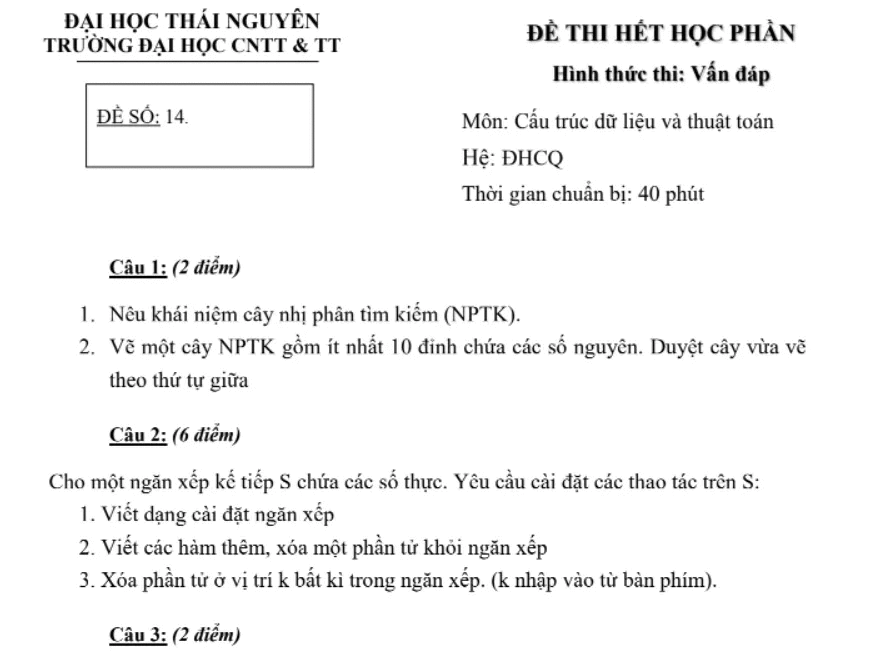 ĐẠI HỌC THÁI NGUYÊN
TRƯỜNG ĐẠI HỌC CNTT & TT
ĐỀ SỐ: 14.
ĐỀ THI HẾT HỌC PHẦN
Hình thức thi: Vấn đáp
Môn: Cấu trúc dữ liệu và thuật toán
Hệ: ĐHCQ
Thời gian chuẩn bị: 40 phút
Câu 1: (2 điểm)
1. Nêu khái niệm cây nhị phân tìm kiếm (NPTK).
2. Vẽ một cây NPTK gồm ít nhất 10 đỉnh chứa các số nguyên. Duyệt cây vừa vẽ
theo thứ tự giữa
Câu 2: (6 điểm)
Cho một ngăn xếp kế tiếp S chứa các số thực. Yêu cầu cài đặt các thao tác trên S:
1. Viết dạng cài đặt ngăn xếp
2. Viết các hàm thêm, xóa một phần tử khỏi ngăn xếp
3. Xóa phần tử ở vị trí k bất kì trong ngăn xếp. (k nhập vào từ bàn phím).
Câu 3: (2 điểm)